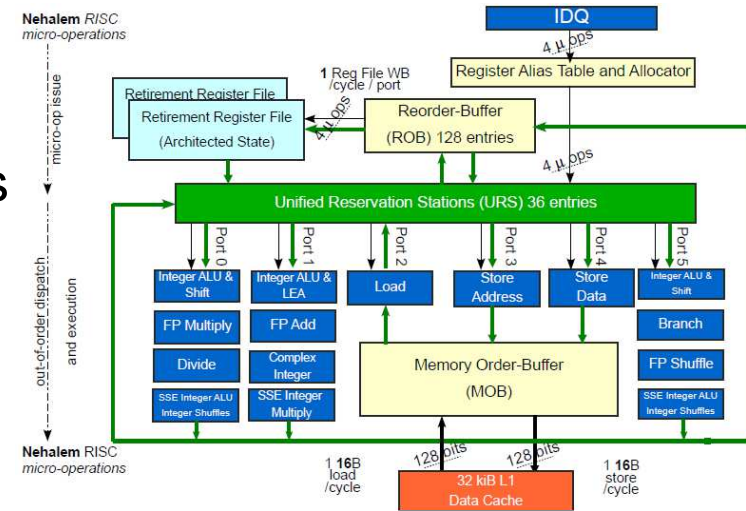 Nehalem RISC
micro-operations
IDQ
4 μ ops
Register Alias Table and Allocator
1 Reg File WB
/cycle / port
Retirement Register File
Retirement Register File
(Architected State)
4 μ ops
Reorder-Buffer
(ROB) 128 entries
micro-op issue
4 μ ops
s
Unified Reservation Stations (URS) 36 entries
Port 0
Port 1
Port 2
Port 3
Port 4
Port 5
Integer ALU &
Shift
Integer ALU &
LEA
Load
Store
Address
Store
Data
Integer ALU &
Shift
FP Multiply
FP Add
Branch
out-of-order dispatch
and execution
Divide
Complex
Integer
Memory Order-Buffer
(MOB)
FP Shuffle
SSE Integer ALU
Integer Shuffles
SSE Integer
Multiply
SSE Integer ALU
Integer Shuffles
Nehalem RISC
micro-operations
1 16B
load
/cycle
128 bits
128 bits
1 16B
store
/cycle
32 kiB L1
Data Cache